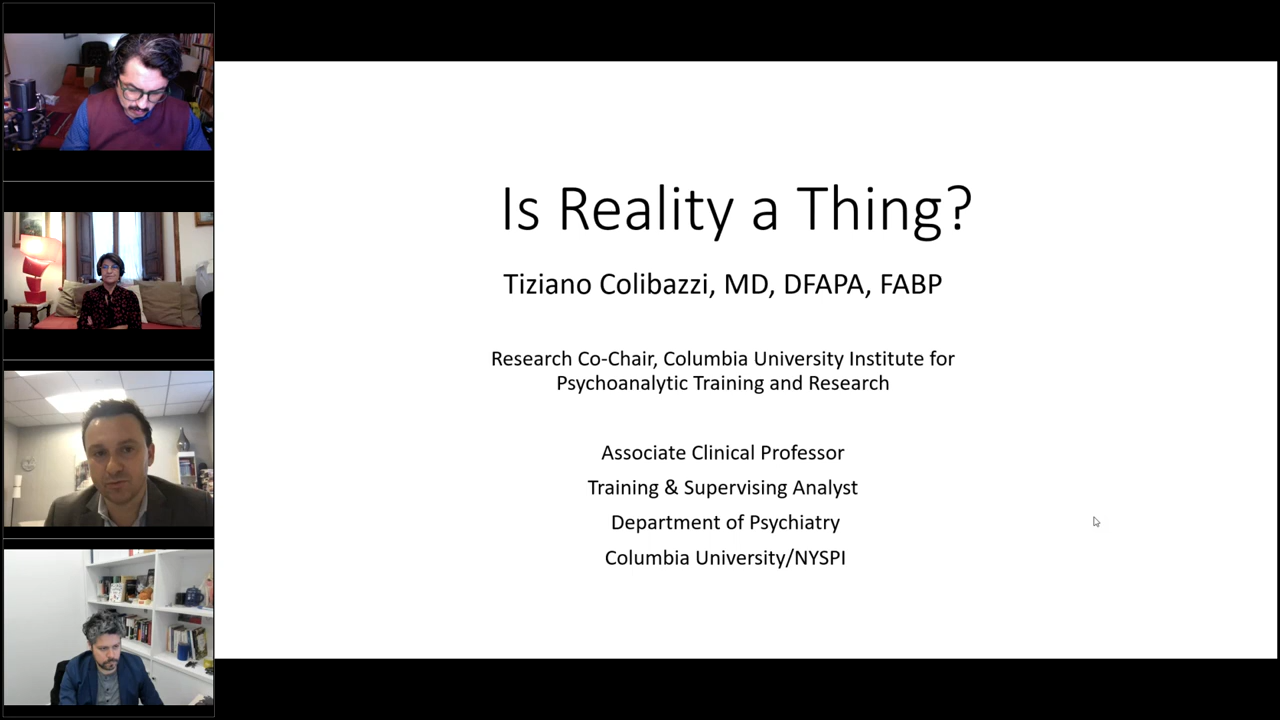 Is Reality a Thing?
Tiziano Colibazzi, MD, DFAPA, FABP
Research Co-Chair, Columbia University Institute for
Psychoanalytic Training and Research
Associate Clinical Professor
Training & Supervising Analyst
Department of Psychiatry
Columbia University/NYSPI